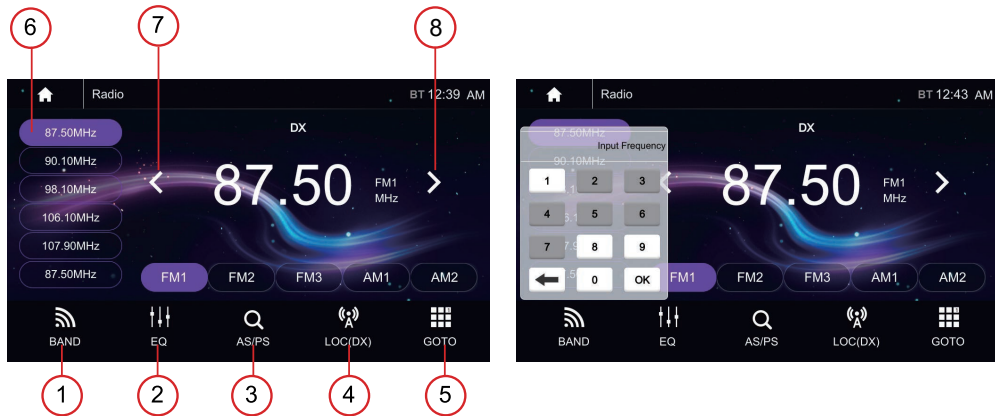 6
7
8
Radio
BT 12:39 AM
87.50MHz
90.10MHz
98.10MHz
106.10MHz
107.90MHz
87.50MHz
DX
87.50
FM1
MHz
FM1
FM2
FM3
AM1
AM2
BAND
EQ
AS/PS
LOC(DX)
GOTO
1
2
3
4
5
Radio
BT 12:43 AM
87.50MHz
Input Frequency
90.10MHz
1
2
3
4
5
6
7
8
9
0
OK
DX
87.50
FM1
MHz
FM1
FM2
FM3
AM1
AM2
BAND
EQ
AS/PS
LOC(DX)
GOTO